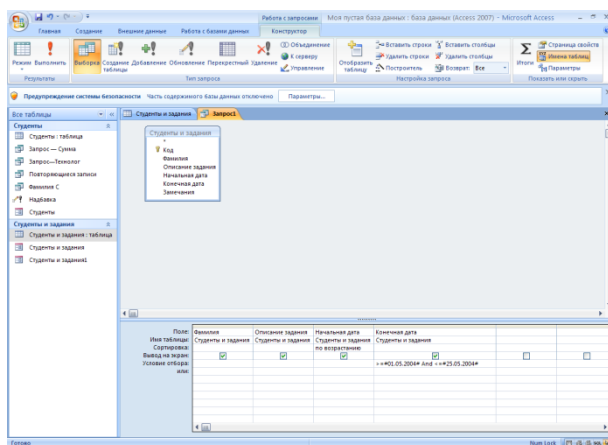 Работа с запросами Моя пустая база данных : база данных (Access 2007) - Microsoft Access
Главная Создание Внешние данные Работа с базами данных Конструктор
Режим Выполнить Выборка Создание таблицы Добавление Обновление Перекрестный Удаление
Объединение
К серверу
Управление
Отобразить таблицу
Вставить строки
Удалить строки
Построитель
Вставить столбцы
Удалить столбцы
Возврат: Все
Итоги
Страница свойств
Имена таблиц
Параметры
Результаты Тип запроса Настройка запроса Показать или скрыть
Предупреждение системы безопасности Часть содержимого базы данных отключено Параметры...
Все таблицы
Студенты
Студенты : таблица
Запрос — Сумма
Запрос—Технолог
Повторяющиеся записи
Фамилия С
Надбавка
Студенты
Студенты и задания
Студенты и задания : таблица
Студенты и задания
Студенты и задания1
Студенты и задания Запрос1
Студенты и задания
*
Код
Фамилия
Описание задания
Начальная дата
Конечная дата
Замечания
Поле: Фамилия Описание задания Начальная дата Конечная дата
Имя таблицы: Студенты и задания Студенты и задания Студенты и задания Студенты и задания
Сортировка: по возрастанию
Вывод на экран:
Условие отбора: >=#01.05.2004# And <=#25.05.2004#
или:
Готово Num Lock